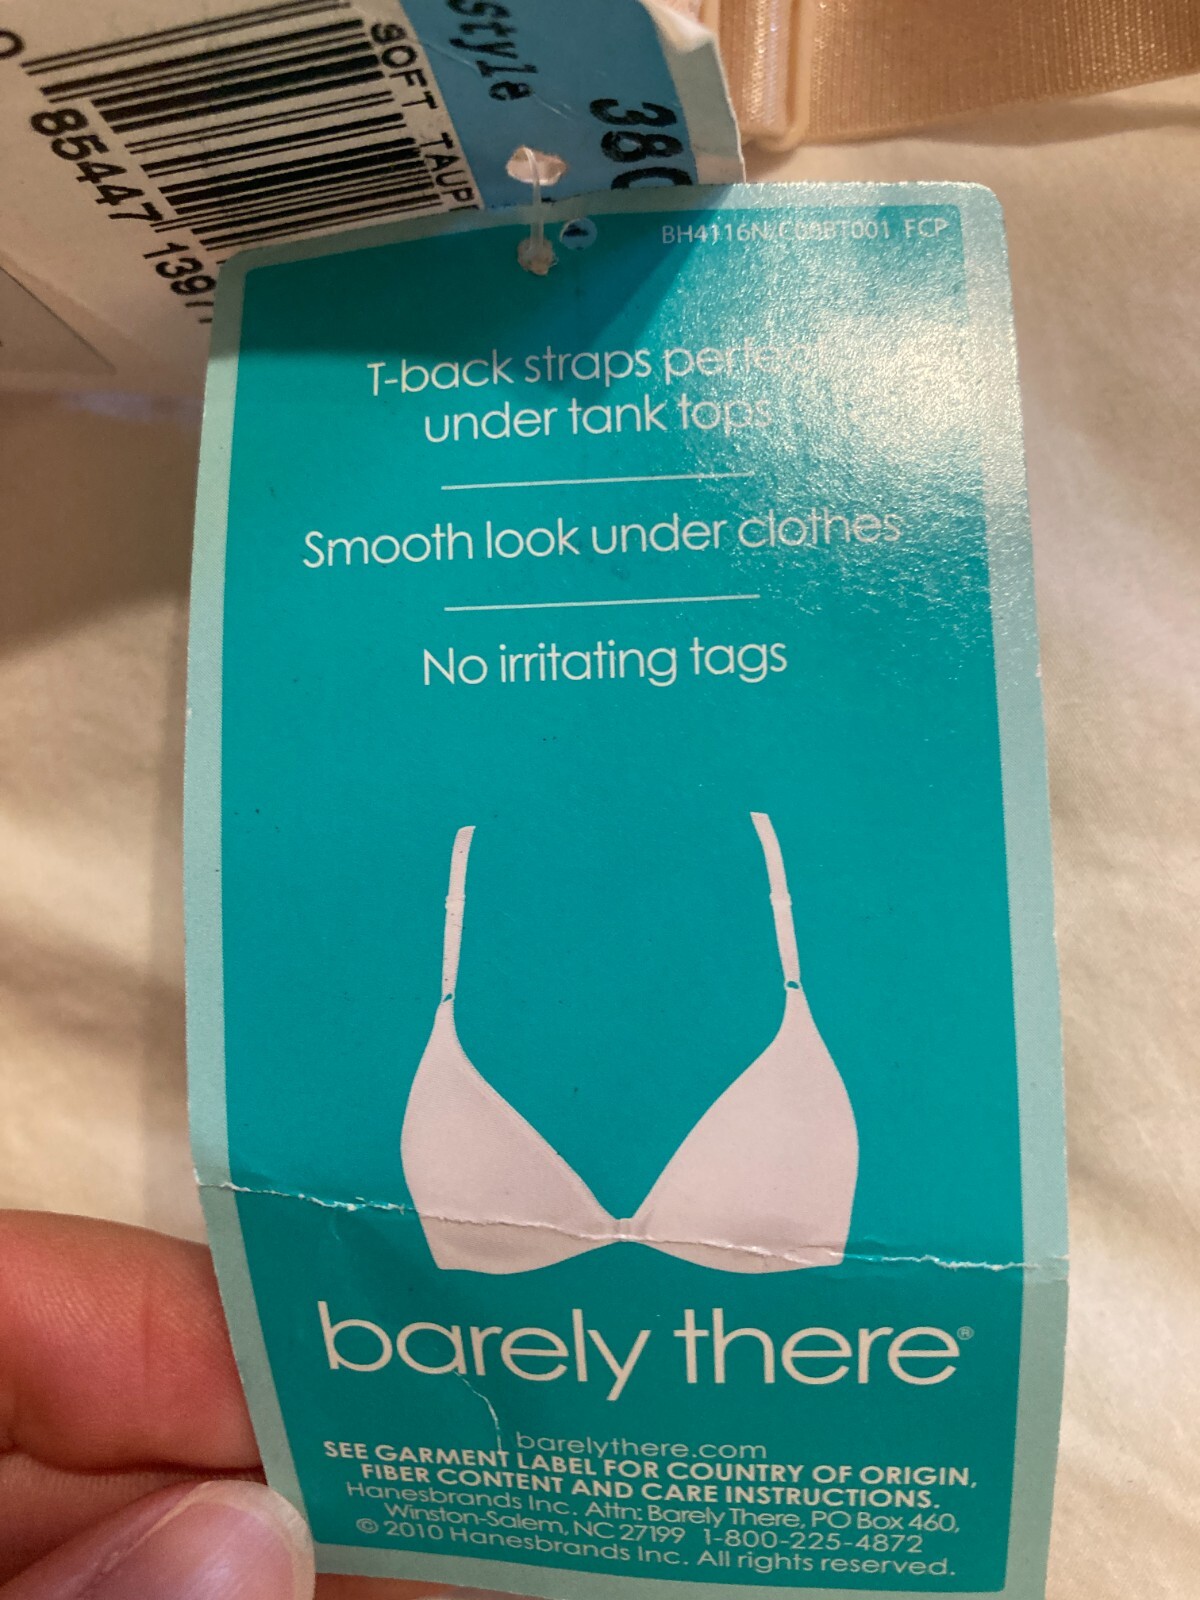 style
38C
SOFT TAUP
0
85447
1397
BH4116N C09BT001 FCP
T-back straps perfect
under tank tops
Smooth look under clothes
No irritating tags
barely there®
barelythere.com
SEE GARMENT LABEL FOR COUNTRY OF ORIGIN,
FIBER CONTENT AND CARE INSTRUCTIONS.
Hanesbrands Inc. Attn: Barely There, PO Box 460,
Winston-Salem, NC 27199 1-800-225-4872
© 2010 Hanesbrands Inc. All rights reserved.